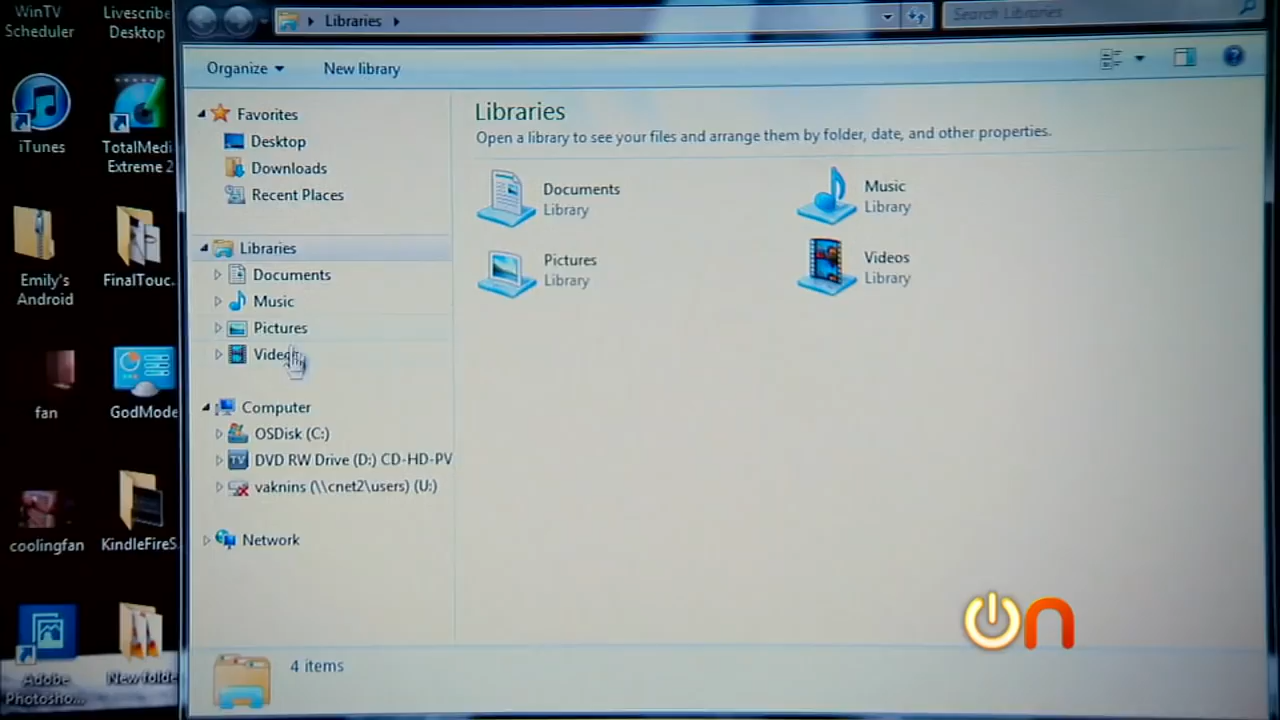 WinTV
Scheduler
Livescribe
Desktop
iTunes
TotalMedi
Extreme 2
Emily's
Android
FinalTouc...
fan
GodMode
coolingfan
KindleFireS
Adobe
Photosho...
New folde
Libraries
Search Libraries
Organize
New library
Favorites
Desktop
Downloads
Recent Places
Libraries
Documents
Music
Pictures
Videos
Computer
OSDisk (C:)
DVD RW Drive (D:) CD-HD-PV
TV
vaknins (\\cnet2\users) (U:)
Network
Libraries
Open a library to see your files and arrange them by folder, date, and other properties.
Documents
Library
Music
Library
Pictures
Library
Videos
Library
4 items
on